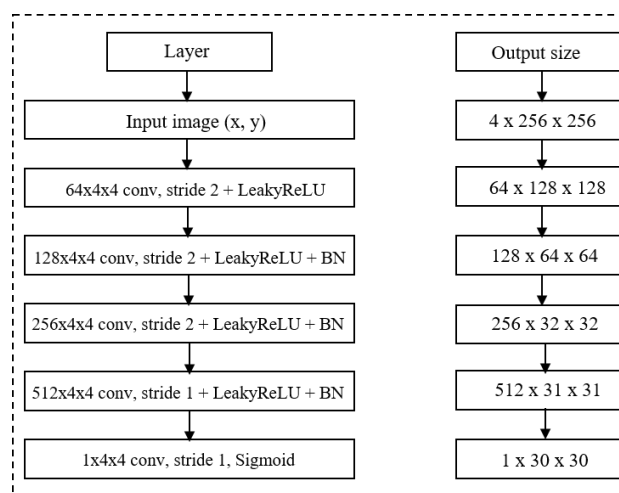 Layer
Output size
Input image (x, y)
4 x 256 x 256
64x4x4 conv, stride 2 + LeakyReLU
64 x 128 x 128
128x4x4 conv, stride 2 + LeakyReLU + BN
128 x 64 x 64
256x4x4 conv, stride 2 + LeakyReLU + BN
256 x 32 x 32
512x4x4 conv, stride 1 + LeakyReLU + BN
512 x 31 x 31
1x4x4 conv, stride 1, Sigmoid
1 x 30 x 30